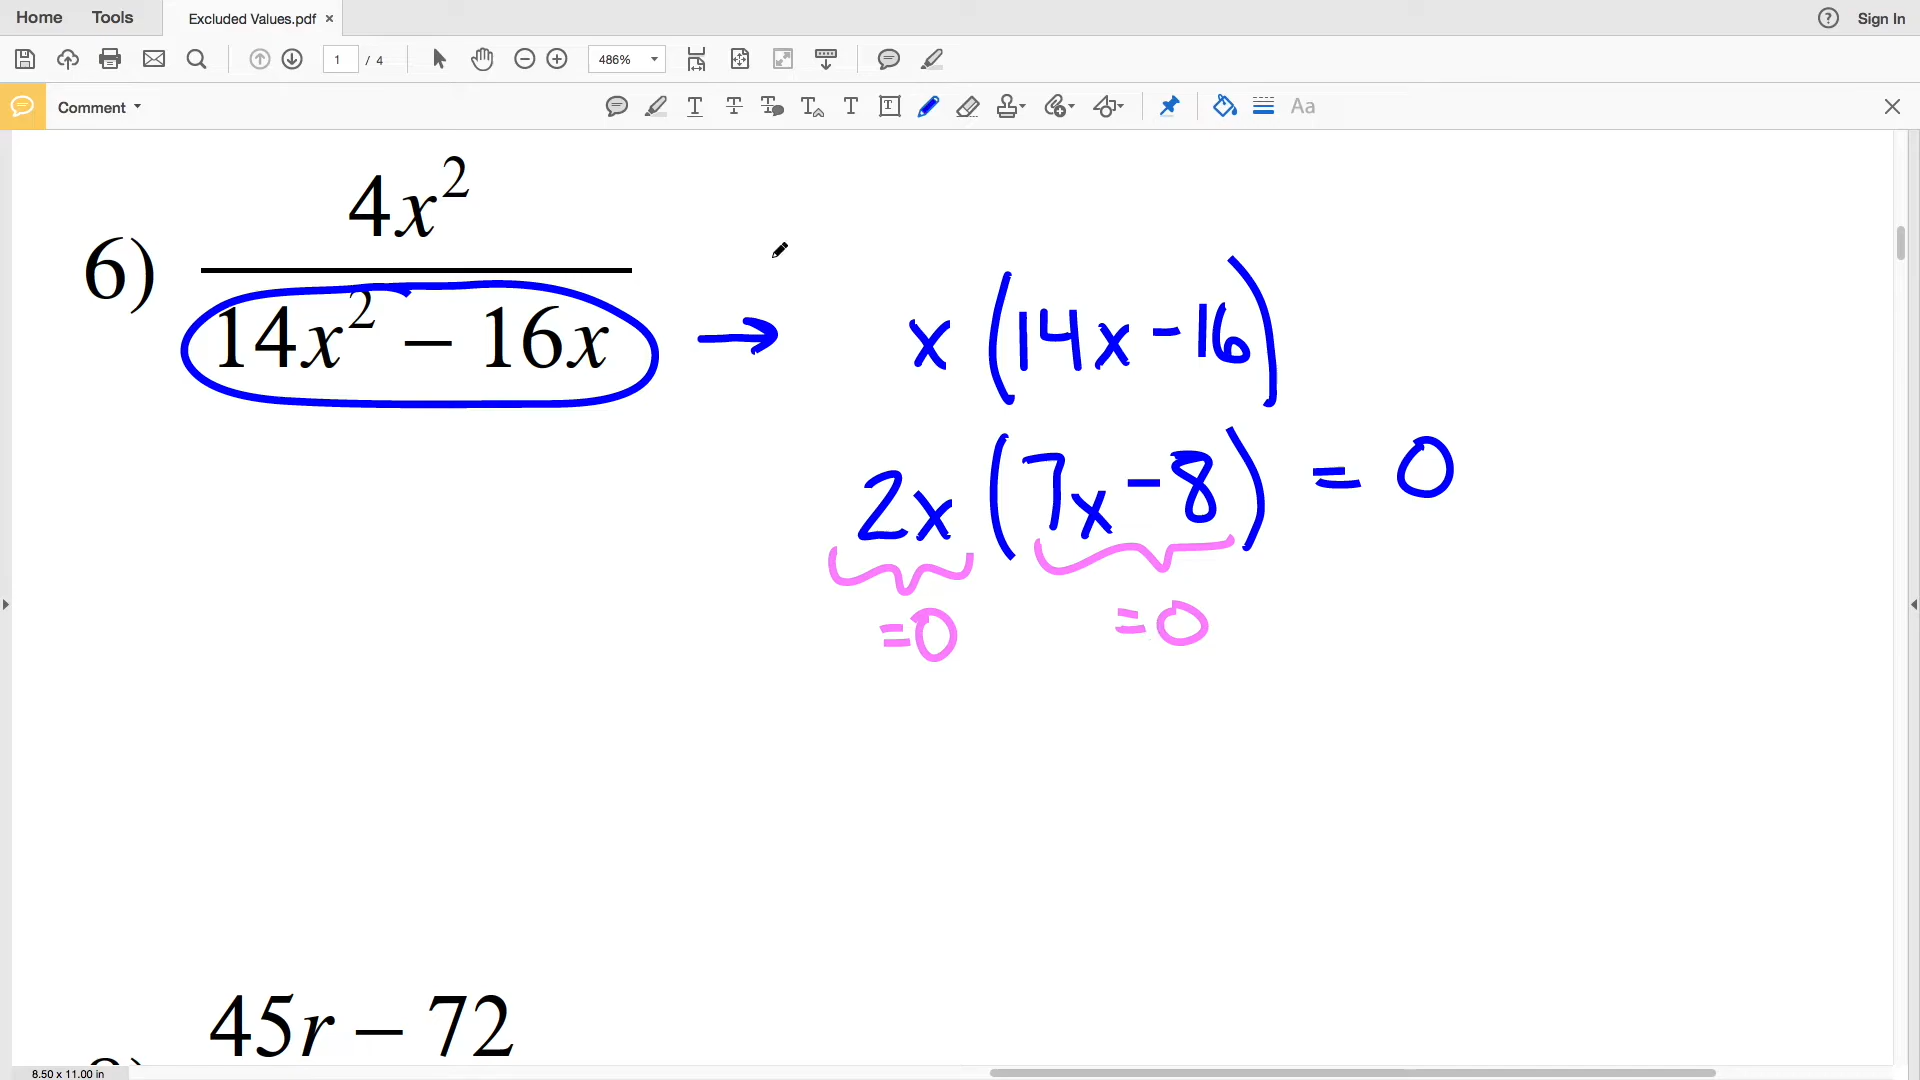 Home Tools Excluded Values.pdf × ? Sign In
1 / 4 486%
Comment Aa
6) 4x² / (14x² − 16x) → x(14x − 16)
2x(7x − 8) = 0
=0 =0
45r − 72
8.50 x 11.00 in